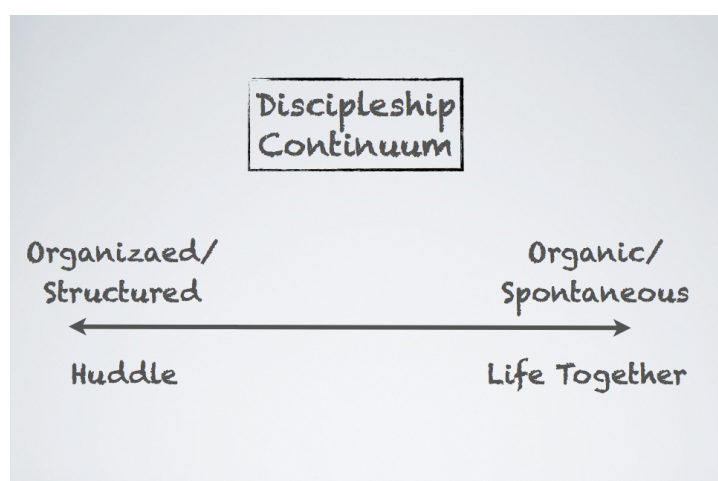 Discipleship
Continuum
Organizaed/
Structured
Organic/
Spontaneous
Huddle
Life Together